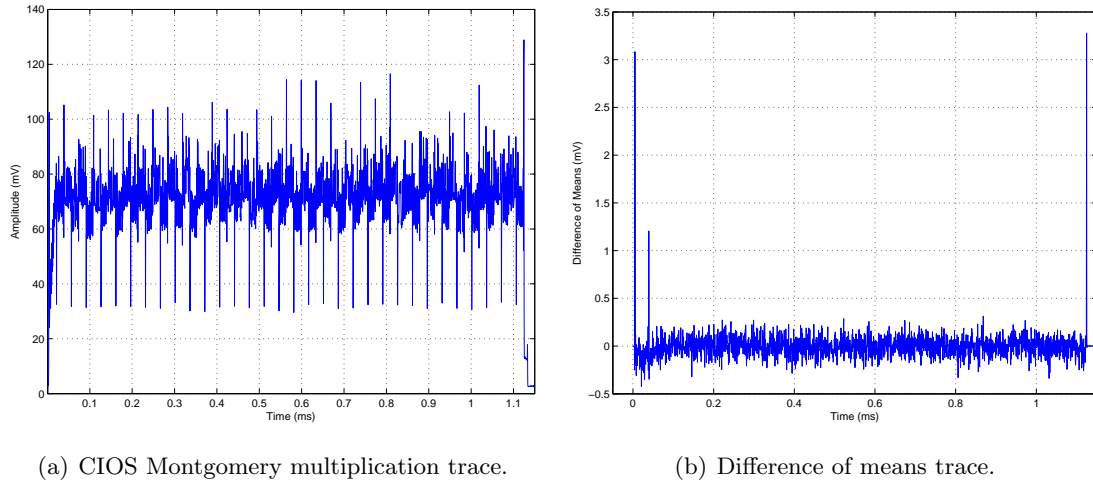 140
120
100
80
60
40
20
0
Amplitude (mV)
0.1 0.2 0.3 0.4 0.5 0.6 0.7 0.8 0.9 1 1.1
Time (ms)
(a) CIOS Montgomery multiplication trace.
3.5
3
2.5
2
1.5
1
0.5
0
−0.5
Difference of Means (mV)
0 0.2 0.4 0.6 0.8 1
Time (ms)
(b) Difference of means trace.